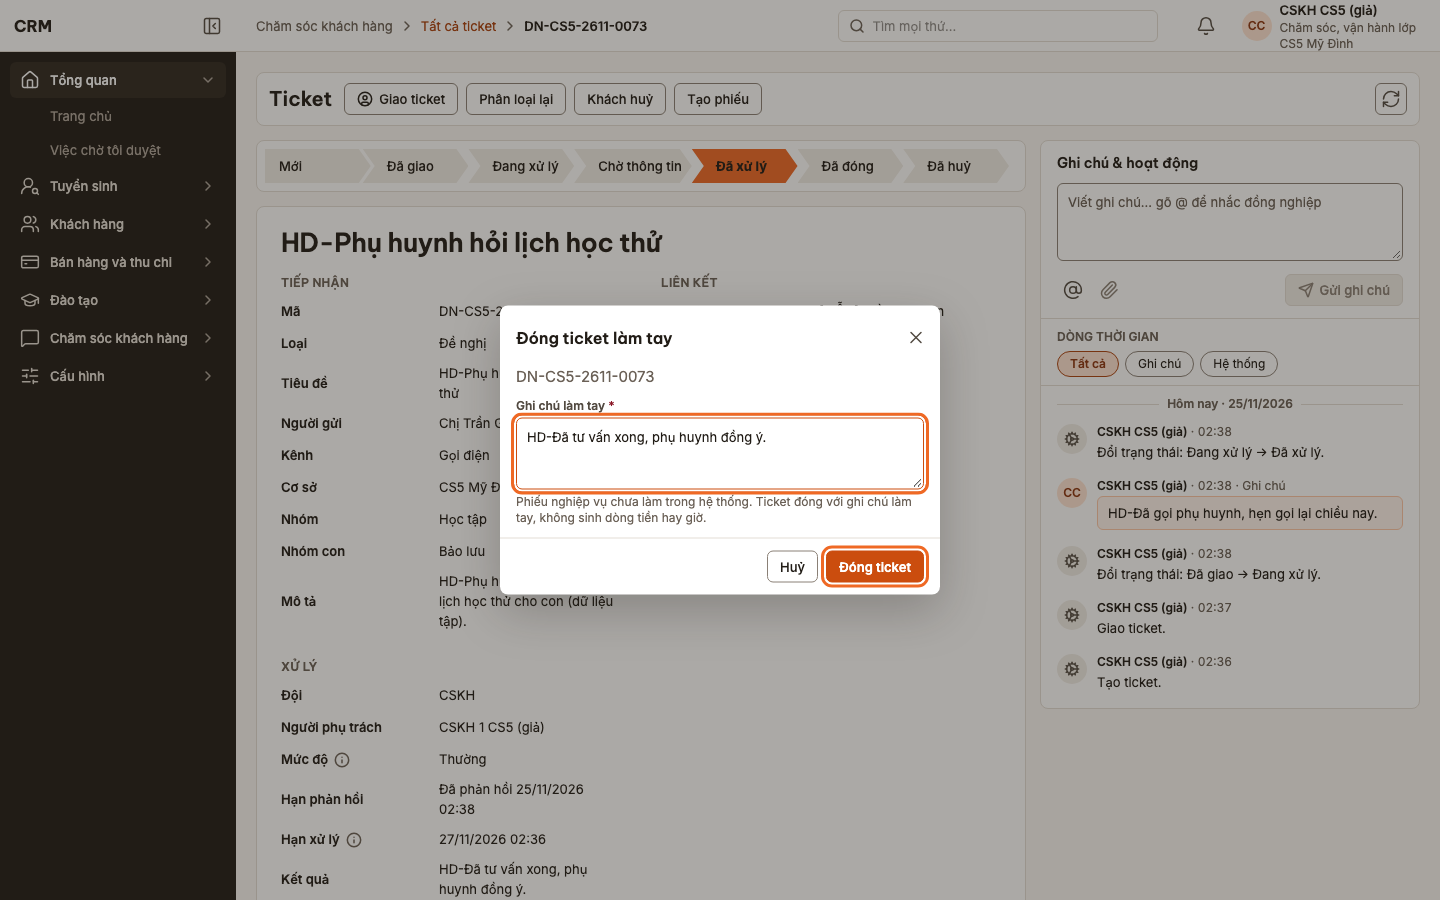 CRM
Chăm sóc khách hàng
Tất cả ticket
DN-CS5-2611-0073
Tìm mọi thứ...
CC
CSKH CS5 (giả)
Chăm sóc, vận hành lớp
CS5 Mỹ Đình
Tổng quan
Trang chủ
Việc chờ tôi duyệt
Tuyển sinh
Khách hàng
Bán hàng và thu chi
Đào tạo
Chăm sóc khách hàng
Cấu hình
Ticket
Giao ticket
Phân loại lại
Khách huỷ
Tạo phiếu
Mới
Đã giao
Đang xử lý
Chờ thông tin
Đã xử lý
Đã đóng
Đã huỷ
HD-Phụ huynh hỏi lịch học thử
TIẾP NHẬN
LIÊN KẾT
Mã
DN-CS5-2
Loại
Đề nghị
Tiêu đề
HD-Phụ h
thử
Người gửi
Chị Trần G
Kênh
Gọi điện
Cơ sở
CS5 Mỹ Đ
Nhóm
Học tập
Nhóm con
Bảo lưu
Mô tả
HD-Phụ h
lịch học thử cho con (dữ liệu
tập).
XỬ LÝ
Đội
CSKH
Người phụ trách
CSKH 1 CS5 (giả)
Mức độ
Thường
Hạn phản hồi
Đã phản hồi 25/11/2026
02:38
Hạn xử lý
27/11/2026 02:36
Kết quả
HD-Đã tư vấn xong, phụ
huynh đồng ý.
Đóng ticket làm tay
DN-CS5-2611-0073
Ghi chú làm tay *
HD-Đã tư vấn xong, phụ huynh đồng ý.
Phiếu nghiệp vụ chưa làm trong hệ thống. Ticket đóng với ghi chú làm
tay, không sinh dòng tiền hay giờ.
Huỷ
Đóng ticket
Ghi chú & hoạt động
Viết ghi chú... gõ @ để nhắc đồng nghiệp
Gửi ghi chú
DÒNG THỜI GIAN
Tất cả
Ghi chú
Hệ thống
Hôm nay · 25/11/2026
CSKH CS5 (giả) · 02:38
Đổi trạng thái: Đang xử lý → Đã xử lý.
CC
CSKH CS5 (giả) · 02:38 · Ghi chú
HD-Đã gọi phụ huynh, hẹn gọi lại chiều nay.
CSKH CS5 (giả) · 02:38
Đổi trạng thái: Đã giao → Đang xử lý.
CSKH CS5 (giả) · 02:37
Giao ticket.
CSKH CS5 (giả) · 02:36
Tạo ticket.